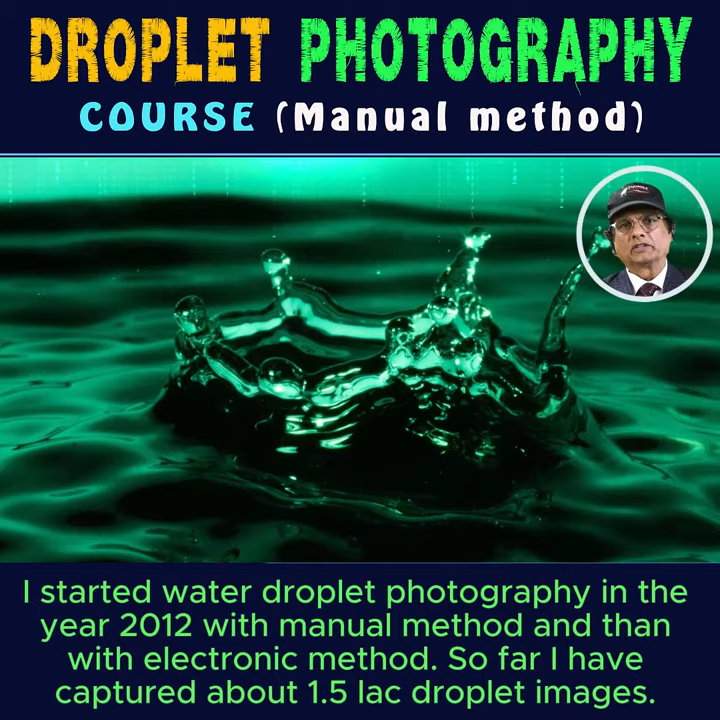 DROPLET PHOTOGRAPHY
COURSE (Manual method)
I started water droplet photography in the
year 2012 with manual method and than
with electronic method. So far I have
captured about 1.5 lac droplet images.